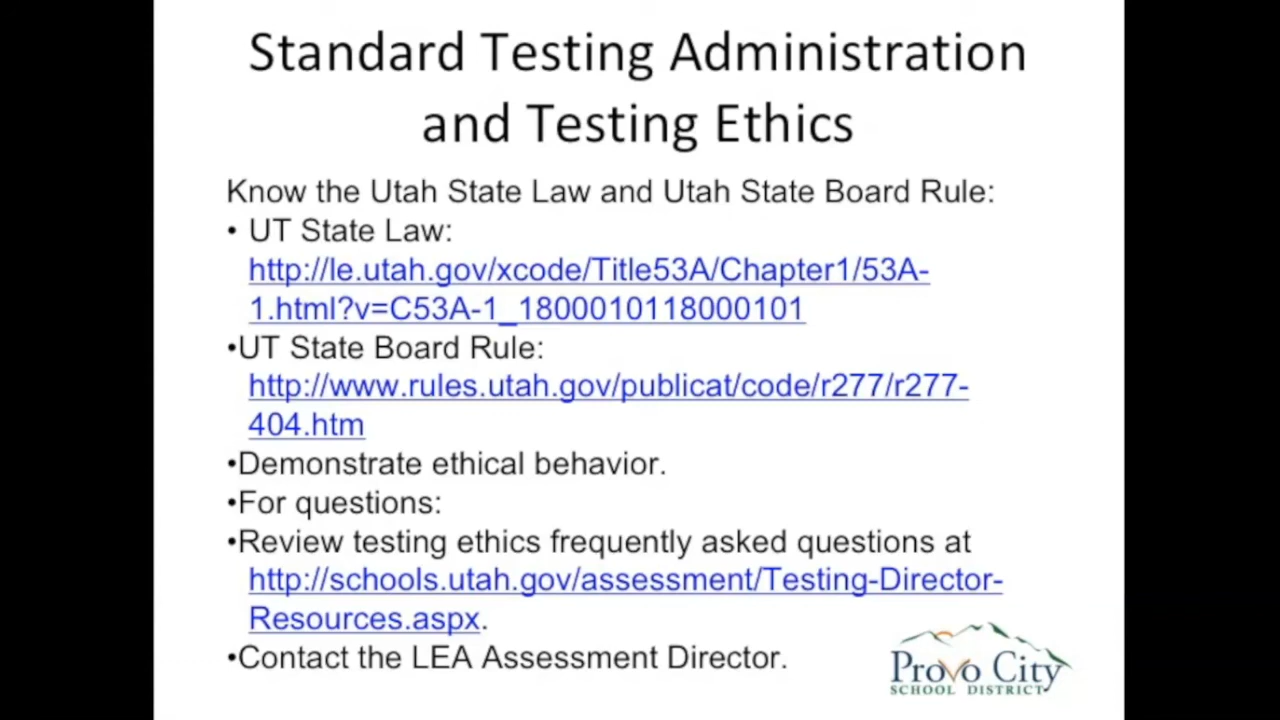 Standard Testing Administration
and Testing Ethics
Know the Utah State Law and Utah State Board Rule:
• UT State Law:
http://le.utah.gov/xcode/Title53A/Chapter1/53A-
1.html?v=C53A-1_1800010118000101
•UT State Board Rule:
http://www.rules.utah.gov/publicat/code/r277/r277-
404.htm
•Demonstrate ethical behavior.
•For questions:
•Review testing ethics frequently asked questions at
http://schools.utah.gov/assessment/Testing-Director-
Resources.aspx.
•Contact the LEA Assessment Director.
Provo City
SCHOOL DISTRICT